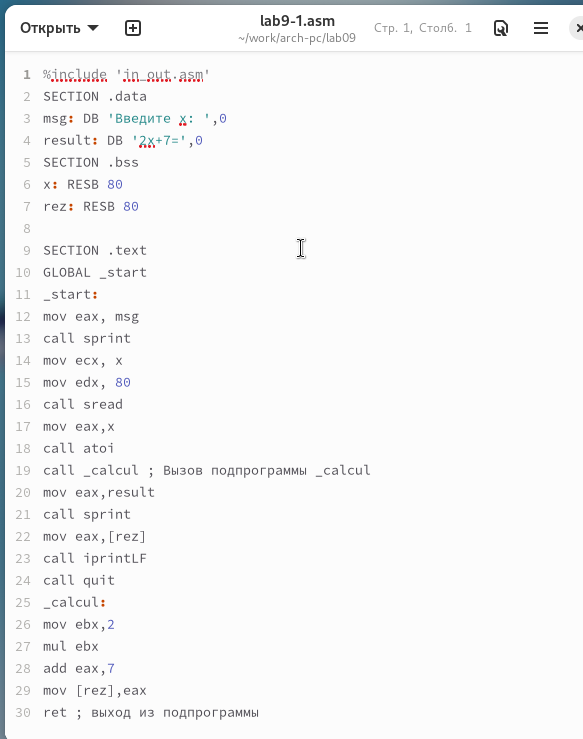 Открыть
lab9-1.asm
~/work/arch-pc/lab09
Стр. 1, Столб. 1
1 %include 'in_out.asm'
2 SECTION .data
3 msg: DB 'Введите x: ',0
4 result: DB '2x+7=',0
5 SECTION .bss
6 x: RESB 80
7 rez: RESB 80
8
9 SECTION .text
10 GLOBAL _start
11 _start:
12 mov eax, msg
13 call sprint
14 mov ecx, x
15 mov edx, 80
16 call sread
17 mov eax,x
18 call atoi
19 call _calcul ; Вызов подпрограммы _calcul
20 mov eax,result
21 call sprint
22 mov eax,[rez]
23 call iprintLF
24 call quit
25 _calcul:
26 mov ebx,2
27 mul ebx
28 add eax,7
29 mov [rez],eax
30 ret ; выход из подпрограммы